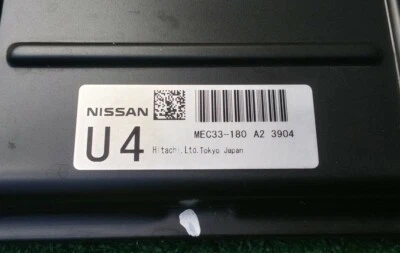 NISSAN
U4
MEC33-180 A2 3904
Hitachi,Ltd.Tokyo Japan